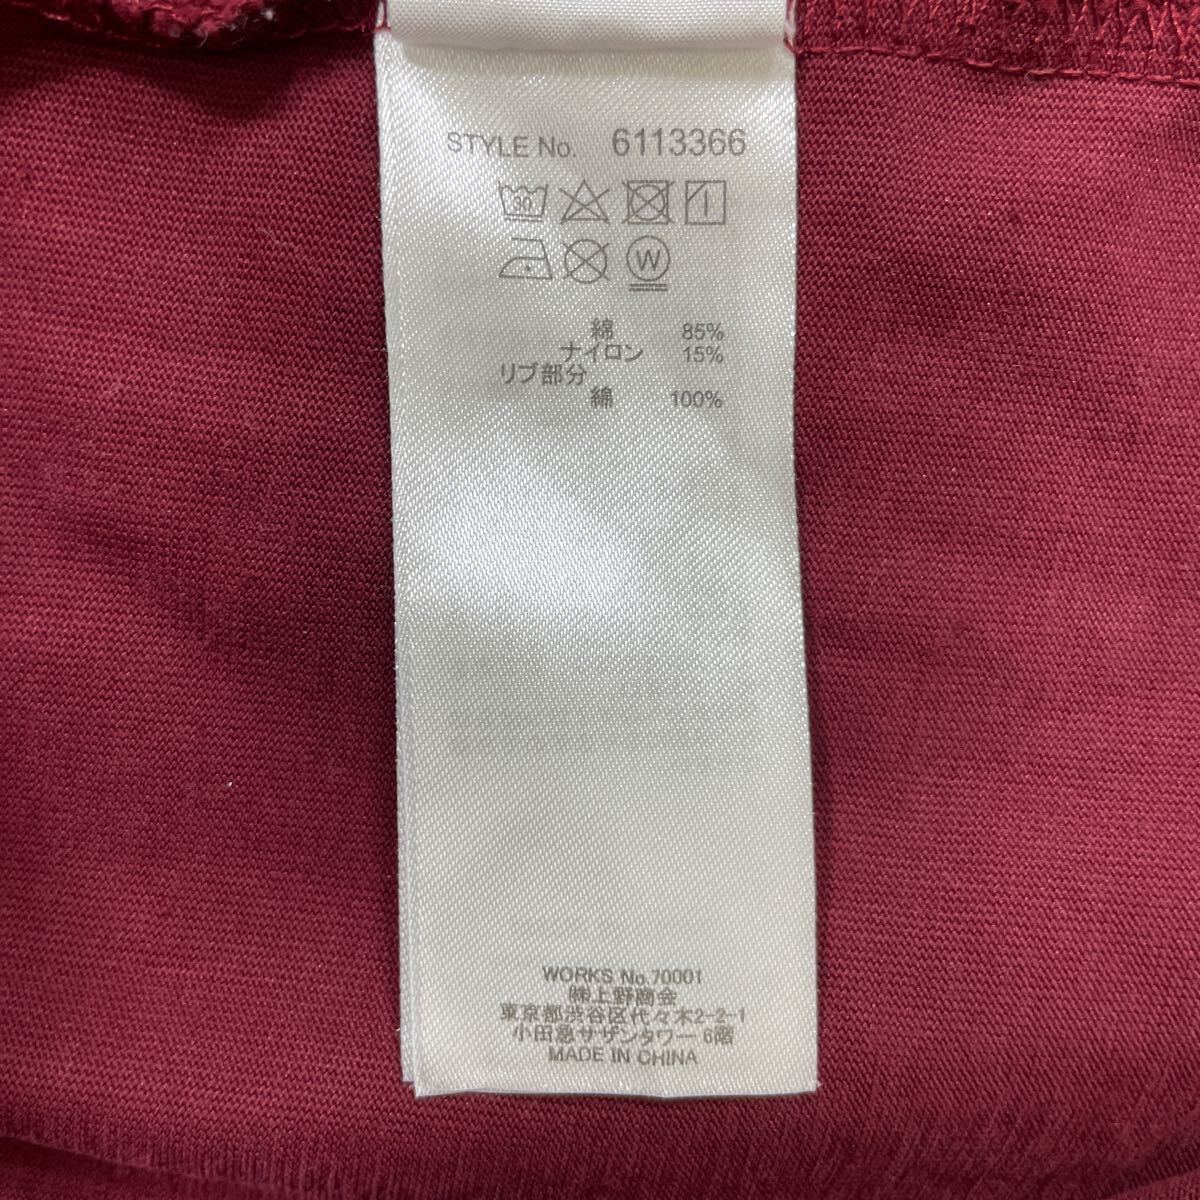 STYLE No. 6113366
30
W
綿 85%
ナイロン 15%
リブ部分
綿 100%
WORKS No.70001
㈱上野商会
東京都渋谷区代々木2-2-1
小田急サザンタワー 6階
MADE IN CHINA